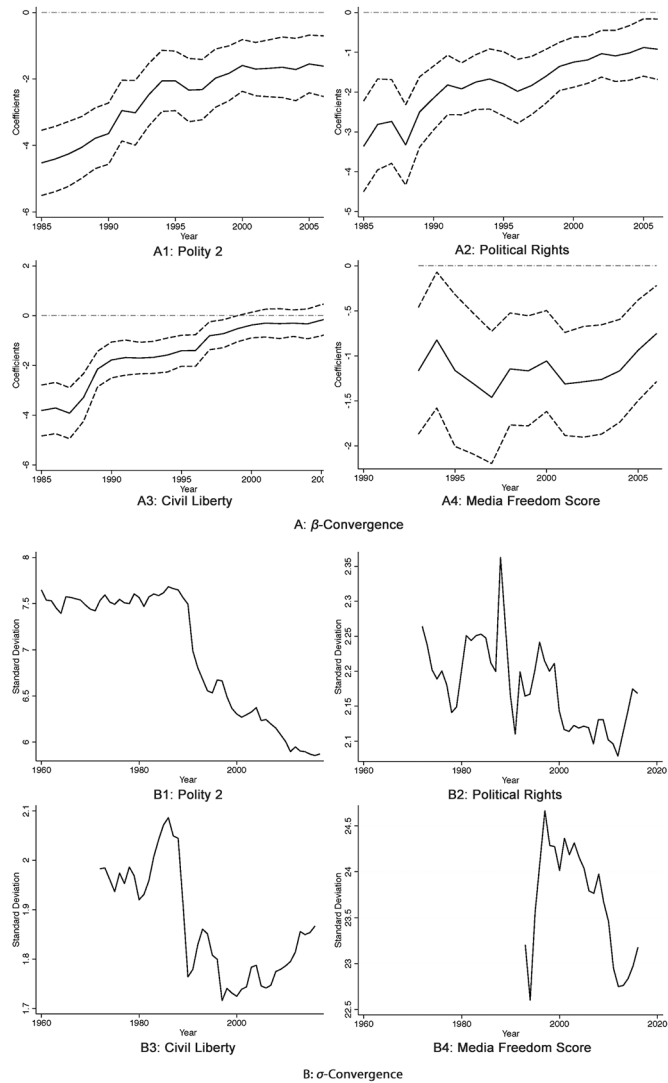 0
-2
-4
-6
Coefficients
1985
1990
1995
2000
2005
Year
A1: Polity 2
0
-1
-2
-3
-4
-5
Coefficients
1985
1990
1995
2000
2005
Year
A2: Political Rights
2
0
-2
-4
-6
Coefficients
1985
1990
1995
2000
200
Year
A3: Civil Liberty
0
-.5
-1
-1.5
-2
Coefficients
1990
1995
2000
2005
Year
A4: Media Freedom Score
A: β-Convergence
8
7.5
7
6.5
6
Standard Deviation
1960
1980
2000
Year
B1: Polity 2
2.35
2.3
2.25
2.2
2.15
2.1
Standard Deviation
1960
1980
2000
2020
Year
B2: Political Rights
2.1
2
1.9
1.8
1.7
Standard Deviation
1960
1980
2000
Year
B3: Civil Liberty
24.5
24
23.5
23
22.5
Standard Deviation
1960
1980
2000
2020
Year
B4: Media Freedom Score
B: σ-Convergence